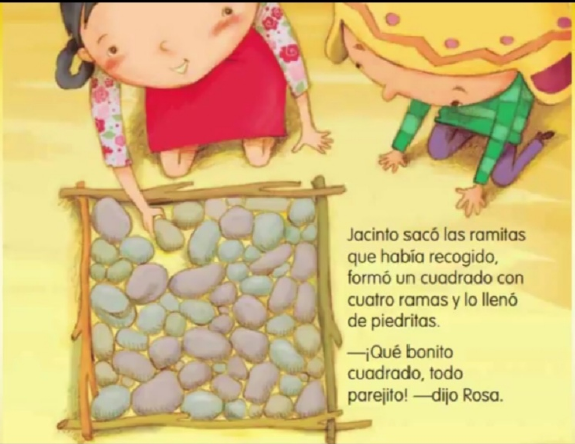 Jacinto sacó las ramitas
que había recogido,
formó un cuadrado con
cuatro ramas y lo llenó
de piedritas.
—¡Qué bonito
cuadrado, todo
parejito! —dijo Rosa.